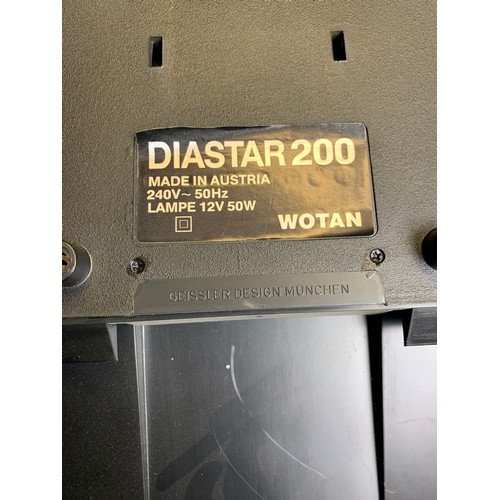 DIASTAR 200
MADE IN AUSTRIA
240V~ 50Hz
LAMPE 12V 50W
WOTAN
GEISSLER DESIGN MÜNCHEN